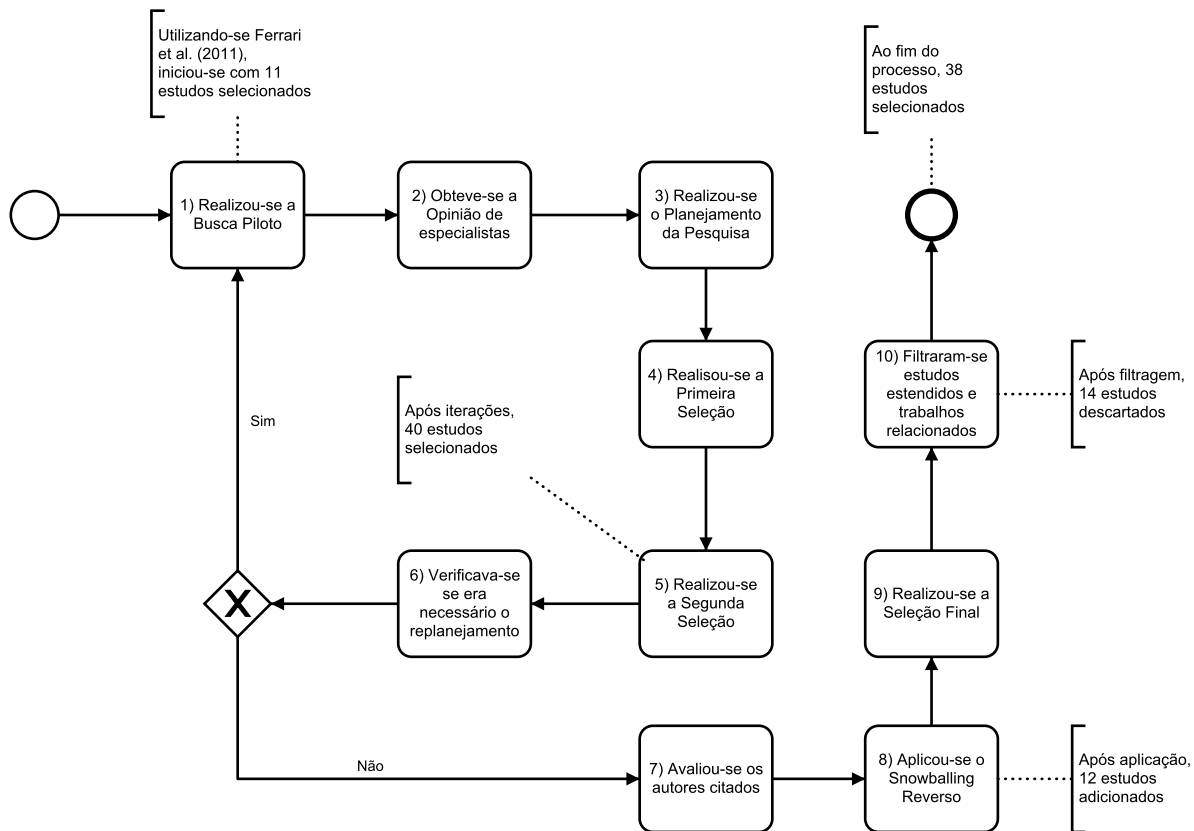 Utilizando-se Ferrari
et al. (2011),
iniciou-se com 11
estudos selecionados
Ao fim do
processo, 38
estudos
selecionados
1) Realizou-se a
Busca Piloto
2) Obteve-se a
Opinião de
especialistas
3) Realizou-se
o Planejamento
da Pesquisa
4) Realisou-se a
Primeira
Seleção
10) Filtraram-se
estudos
estendidos e
trabalhos
relacionados
Após filtragem,
14 estudos
descartados
Após iterações,
40 estudos
selecionados
Sim
6) Verificava-se
se era
necessário o
replanejamento
5) Realizou-se
a Segunda
Seleção
9) Realizou-se a
Seleção Final
X
Não
7) Avaliou-se os
autores citados
8) Aplicou-se o
Snowballing
Reverso
Após aplicação,
12 estudos
adicionados